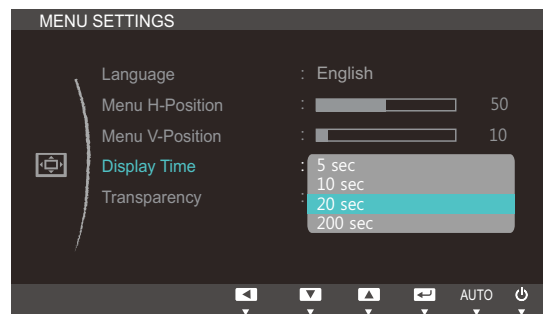 MENU SETTINGS
Language : English
Menu H-Position : 50
Menu V-Position : 10
Display Time : 5 sec
10 sec
Transparency : 20 sec
200 sec
AUTO